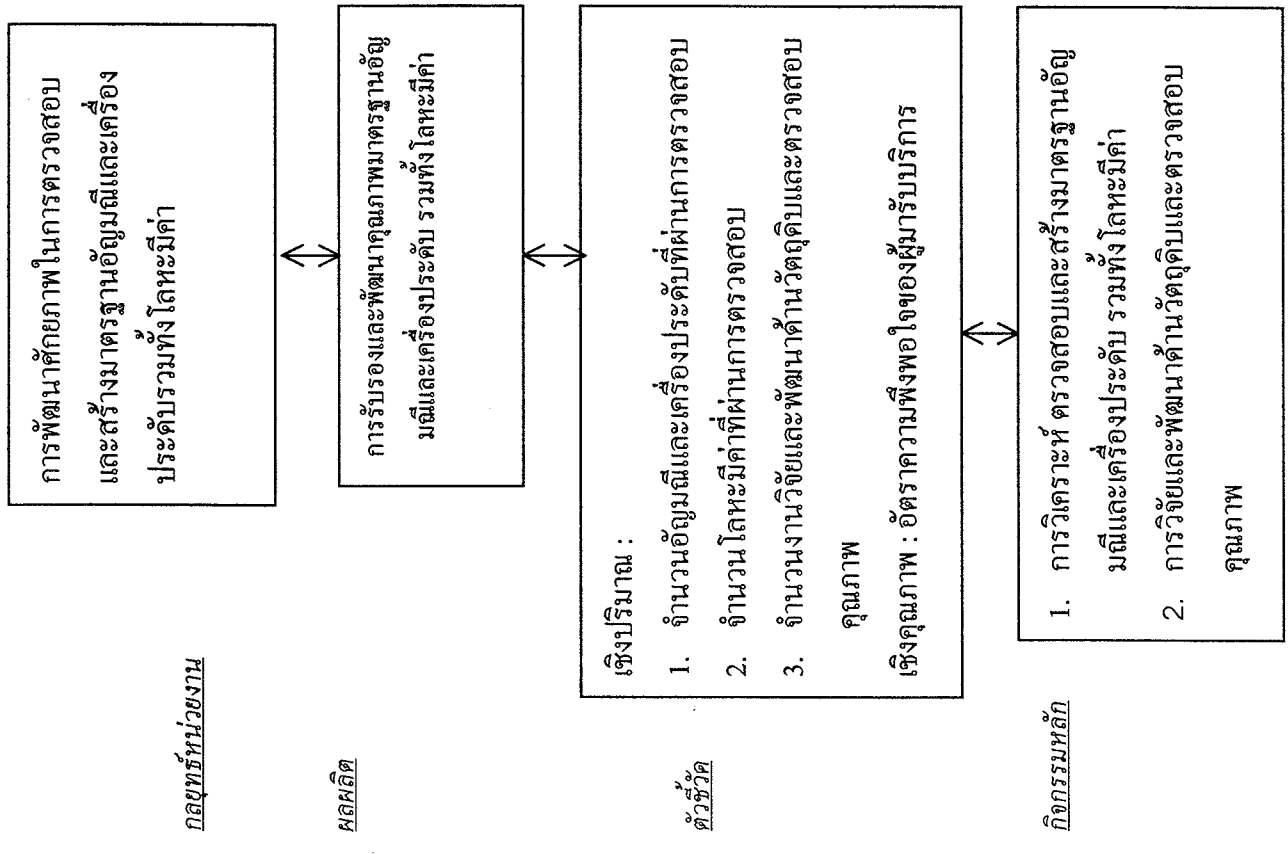 กลยุทธ์หน่วยงาน
การพัฒนาศักยภาพในการตรวจสอบ
และสร้างมาตรฐานอัญมณีและเครื่อง
ประดับรวมทั้งโลหะมีค่า
ผลผลิต
การรับรองและพัฒนาคุณภาพมาตรฐานอัญ
มณีและเครื่องประดับ รวมทั้งโลหะมีค่า
ตัวชี้วัด
เชิงปริมาณ :
1. จำนวนอัญมณีและเครื่องประดับที่ผ่านการตรวจสอบ
2. จำนวนโลหะมีค่าที่ผ่านการตรวจสอบ
3. จำนวนงานวิจัยและพัฒนาด้านวัตถุดิบและตรวจสอบ
คุณภาพ
เชิงคุณภาพ : อัตราความพึงพอใจของผู้มารับบริการ
กิจกรรมหลัก
1. การวิเคราะห์ ตรวจสอบและสร้างมาตรฐานอัญ
มณีและเครื่องประดับ รวมทั้งโลหะมีค่า
2. การวิจัยและพัฒนาด้านวัตถุดิบและตรวจสอบ
คุณภาพ